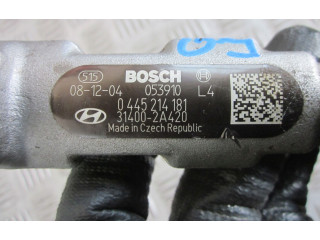 515 BOSCH
08-12-04 053910 L4
0 445 214 181
31400-2A420
Made in Czech Republic